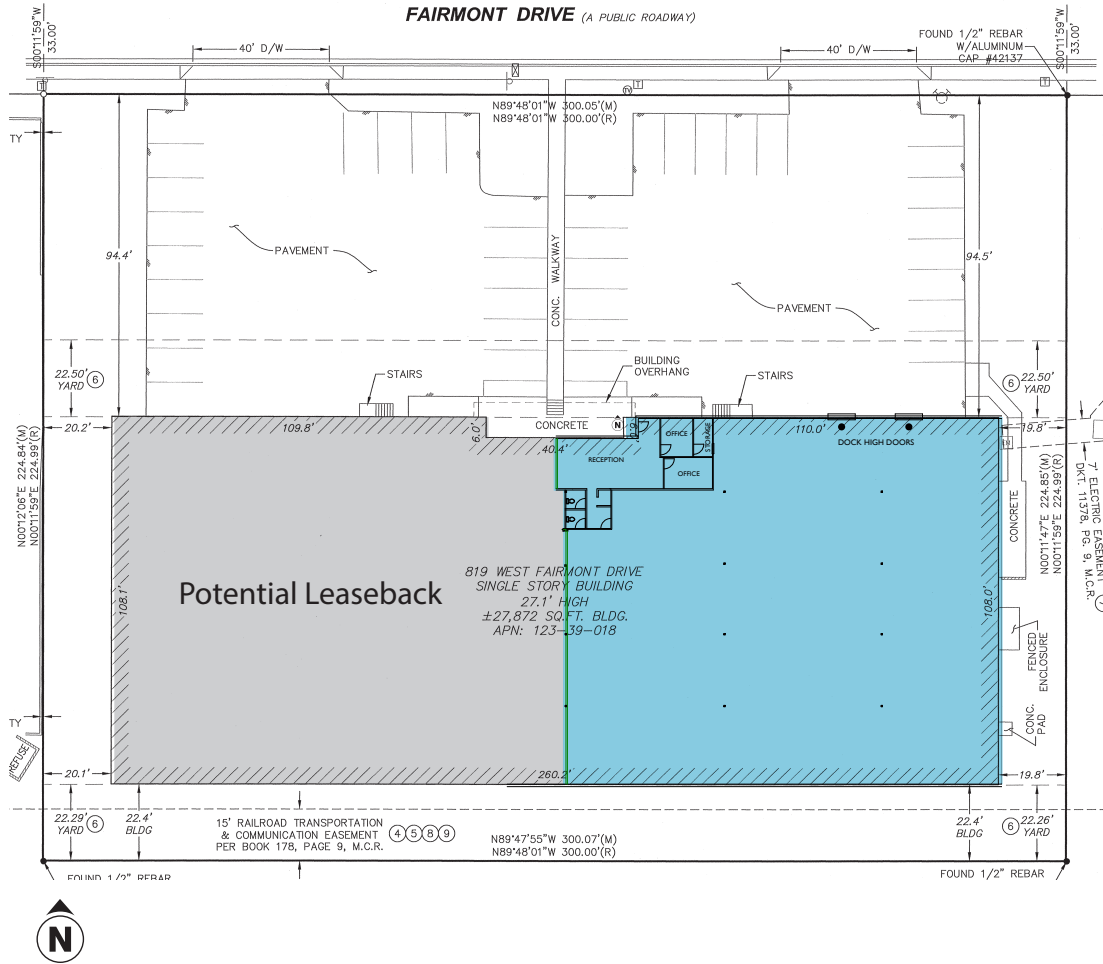 FAIRMONT DRIVE (A PUBLIC ROADWAY)
S00°11'59"W
33.00'
40' D/W
40' D/W
FOUND 1/2" REBAR
W/ALUMINUM
CAP #42137
S00°11'59"W
33.00'
T
T
N89°48'01"W 300.05'(M)
N89°48'01"W 300.00'(R)
TY
94.4'
PAVEMENT
CONC. WALKWAY
94.5'
PAVEMENT
22.50'
YARD 6
STAIRS
BUILDING
OVERHANG
STAIRS
6 22.50'
YARD
20.2'
109.8'
6.0'
CONCRETE
N
819
40.4'
RECEPTION
OFFICE
STORAGE
OFFICE
110.0'
DOCK HIGH DOORS
19.8'
N00°12'06"E 224.84'(M)
N00°11'59"E 224.99'(R)
CONCRETE
N00°11'47"E 224.85'(M)
N00°11'59"E 224.99'(R)
7' ELECTRIC EASEMENT
DKT. 11378, PG. 9, M.C.R.
108.1'
Potential Leaseback
819 WEST FAIRMONT DRIVE
SINGLE STORY BUILDING
27.1' HIGH
±27,872 SQ.FT. BLDG.
APN: 123-39-018
108.0'
FENCED
ENCLOSURE
CONC.
PAD
TY
REFUSE
20.1'
260.2'
19.8'
22.29'
YARD 6
22.4'
BLDG
15' RAILROAD TRANSPORTATION
& COMMUNICATION EASEMENT
PER BOOK 178, PAGE 9, M.C.R.
4 5 8 9
N89°47'55"W 300.07'(M)
N89°48'01"W 300.00'(R)
22.4'
BLDG
6 22.26'
YARD
FOUND 1/2" REBAR
FOUND 1/2" REBAR
N